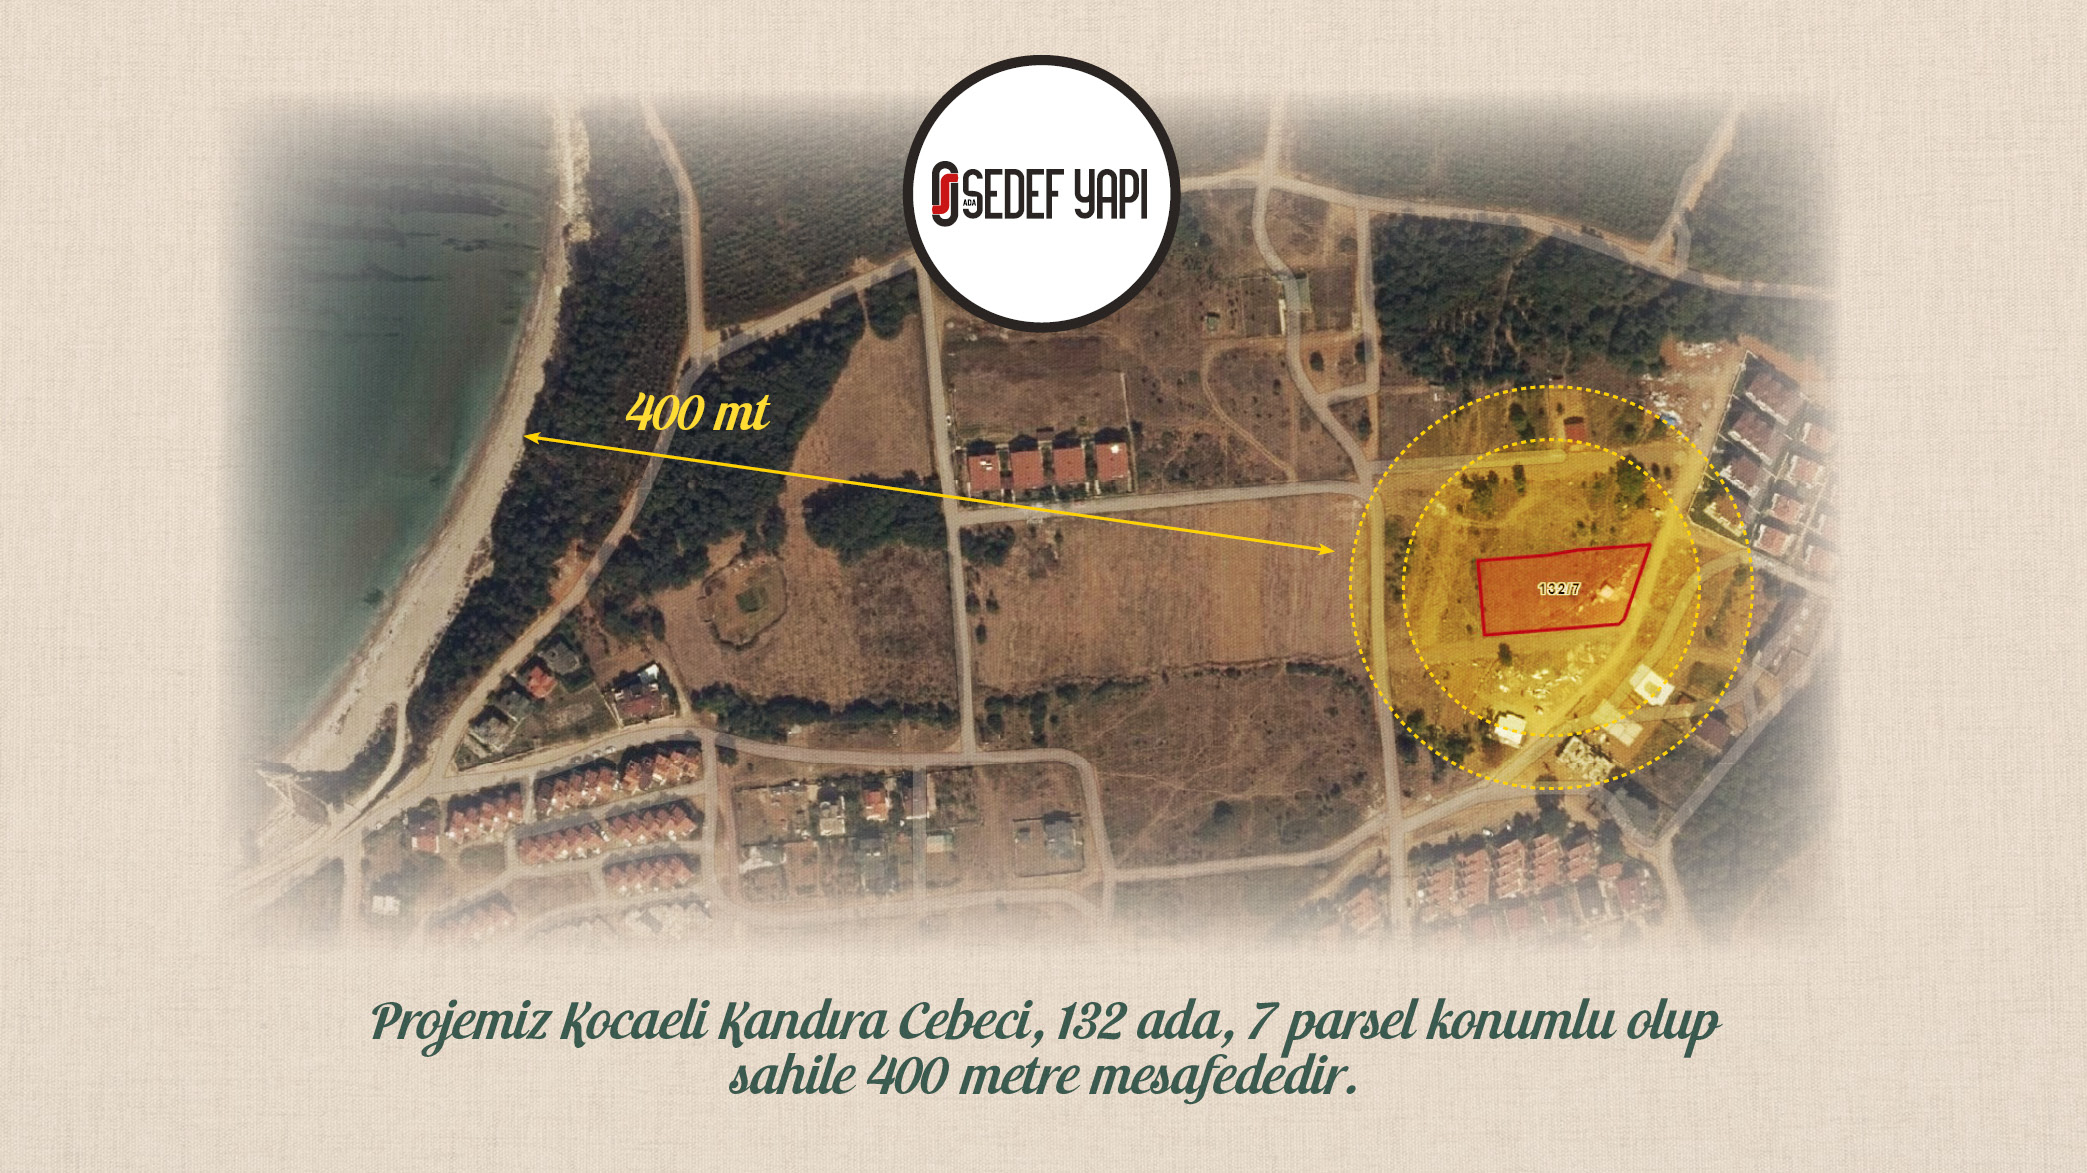 ADA SEDEF YAPI
400 mt
132/7
Projemiz Kocaeli Kandıra Cebeci, 132 ada, 7 parsel konumlu olup
sahile 400 metre mesafededir.